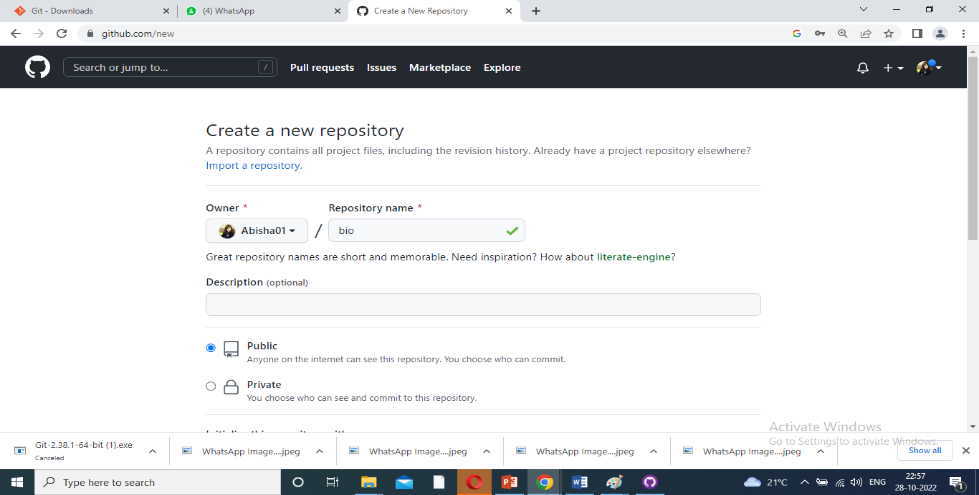 Git - Downloads
(4) WhatsApp
Create a New Repository
github.com/new
Search or jump to...
/
Pull requests Issues Marketplace Explore
Create a new repository
A repository contains all project files, including the revision history. Already have a project repository elsewhere?
Import a repository.
Owner *
Repository name *
Abisha01
/
bio
Great repository names are short and memorable. Need inspiration? How about literate-engine?
Description (optional)
Public
Anyone on the internet can see this repository. You choose who can commit.
Private
You choose who can see and commit to this repository.
Activate Windows
Go to Settings to activate Windows.
Git-2.38.1-64-bit (1).exe
Canceled
WhatsApp Image....jpeg
WhatsApp Image....jpeg
WhatsApp Image....jpeg
WhatsApp Image....jpeg
Show all
Type here to search
21°C
ENG
22:57
28-10-2022
1